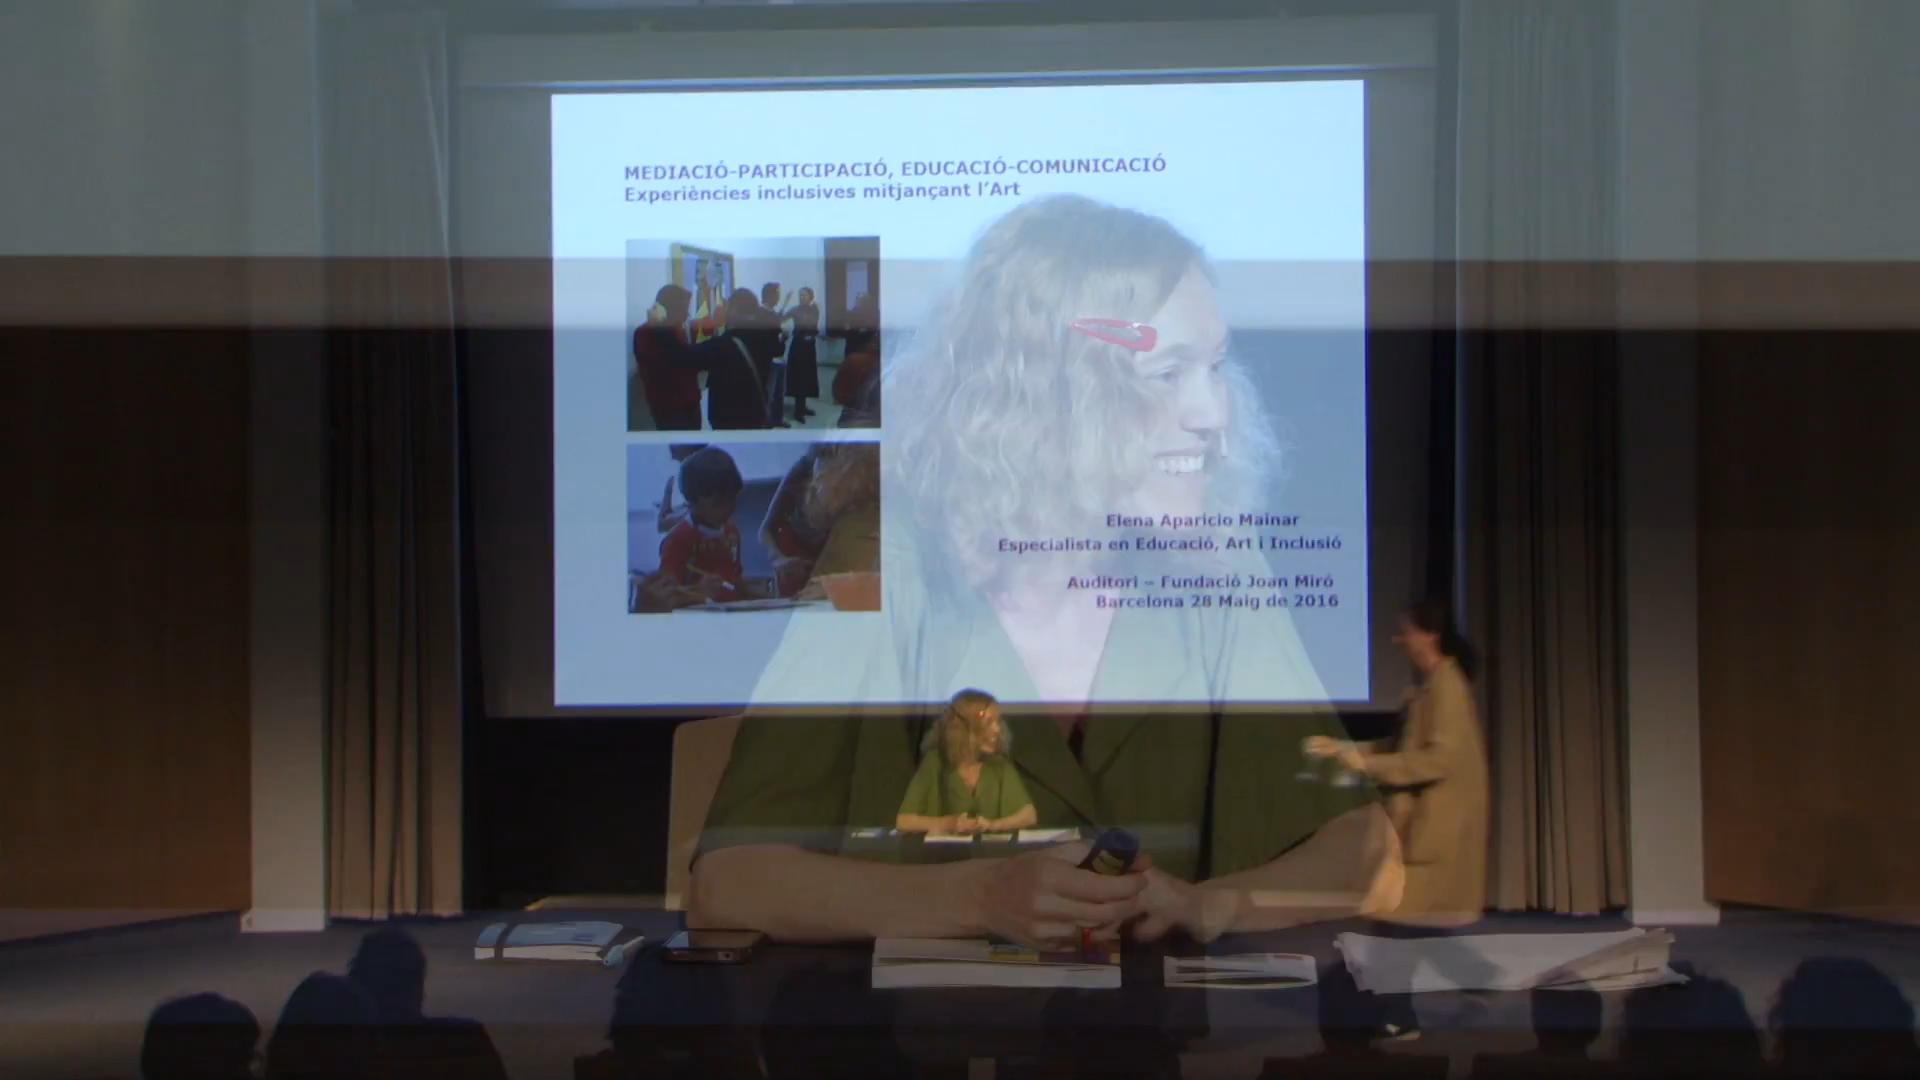 MEDIACIÓ-PARTICIPACIÓ, EDUCACIÓ-COMUNICACIÓ
Experiències inclusives mitjançant l’Art
Elena Aparicio Mainar
Especialista en Educació, Art i Inclusió
Auditori – Fundació Joan Miró
Barcelona 28 Maig de 2016